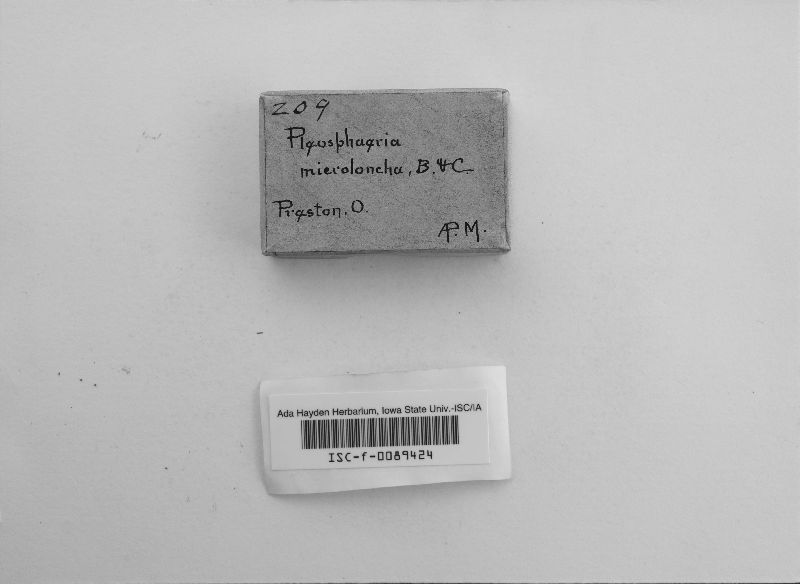 209
Pleosphaeria
microloncha, B. & C.
Preston. O.
A.P. M.
Ada Hayden Herbarium, Iowa State Univ.-ISC/IA
ISC-f-0089424